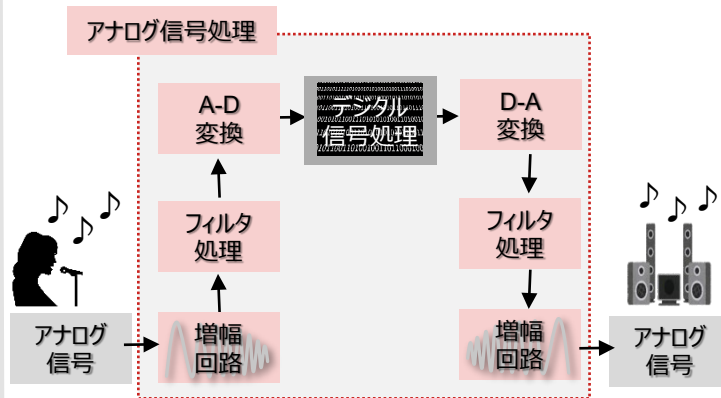 アナログ信号処理
A-D
変換
デジタル
信号処理
D-A
変換
フィルタ
処理
フィルタ
処理
アナログ
信号
増幅
回路
増幅
回路
アナログ
信号